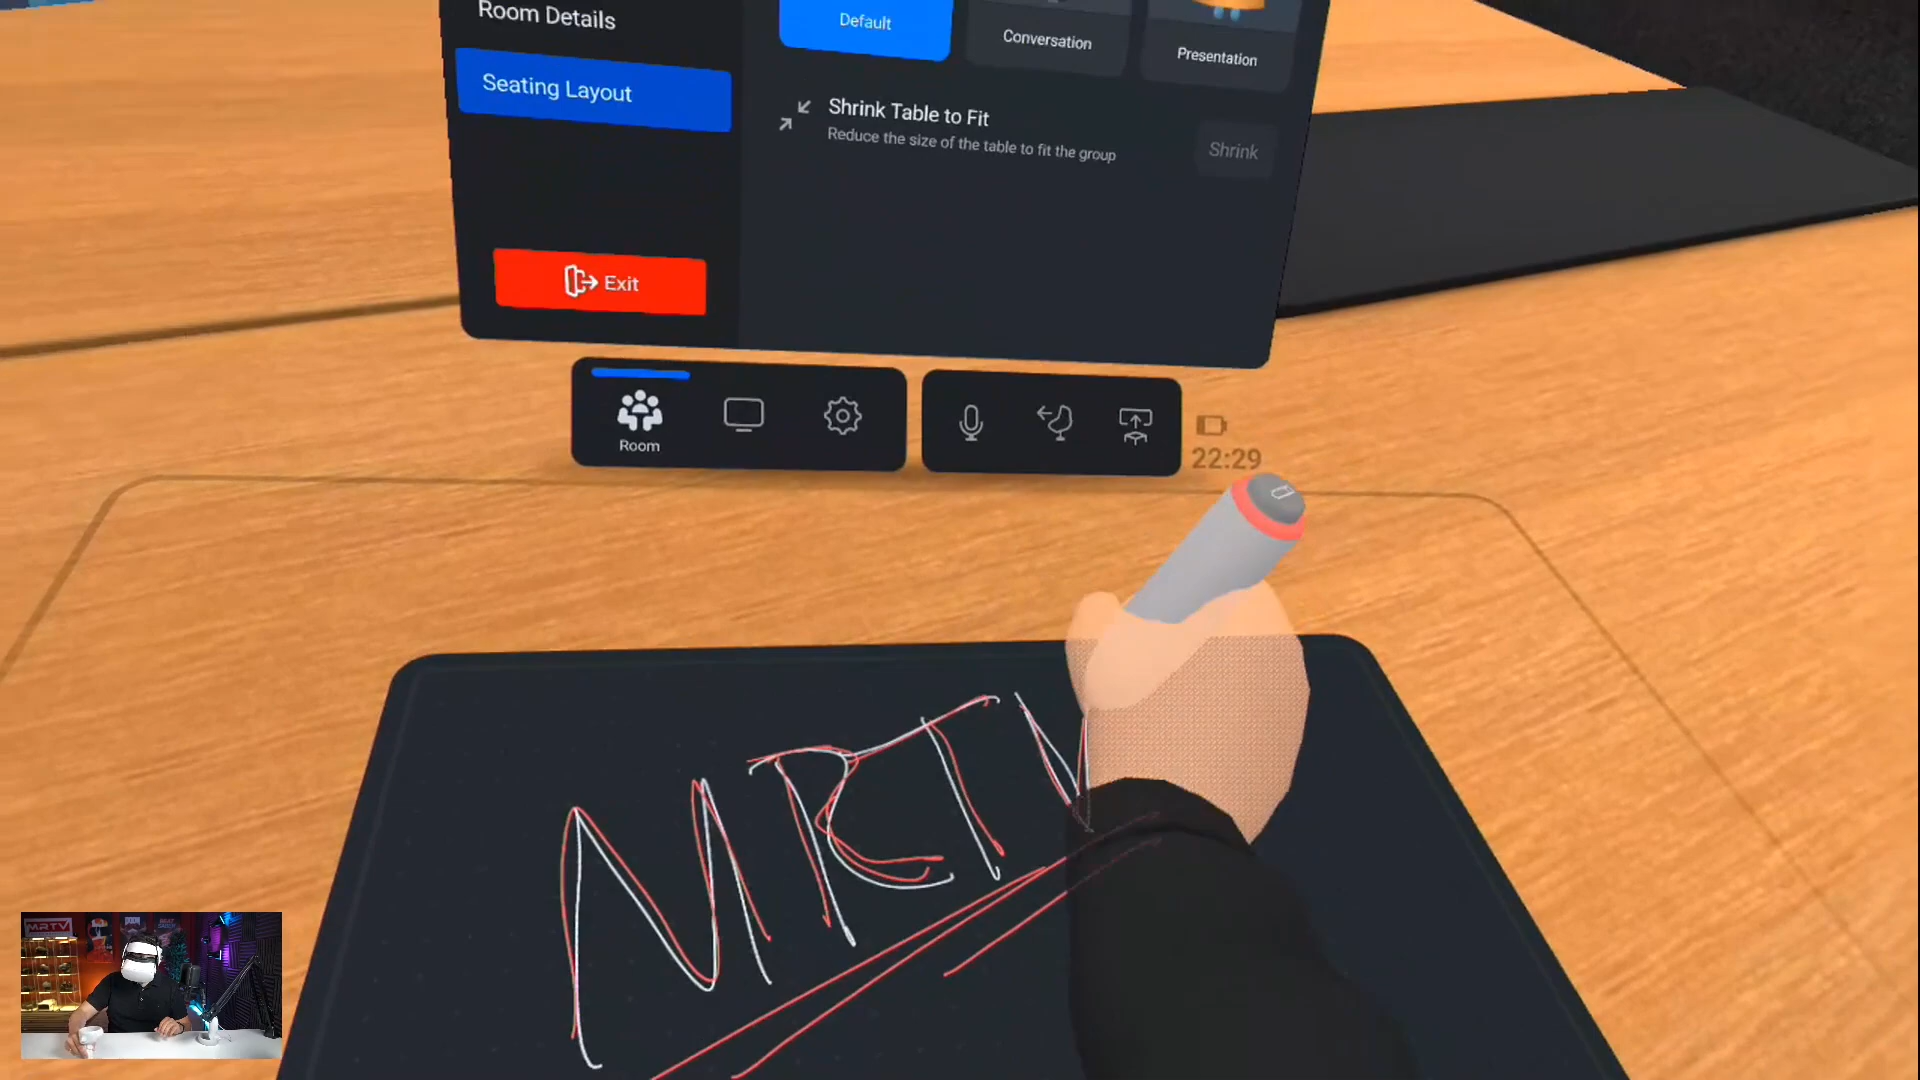 Room Details
Default
Conversation
Presentation
Seating Layout
Shrink Table to Fit
Reduce the size of the table to fit the group
Shrink
Exit
Room
22:29
MRTV
MRTV